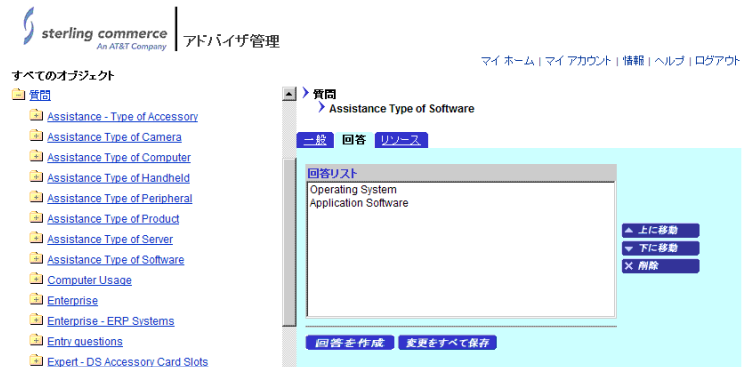 sterling commerce
An AT&T Company
アドバイザ管理
マイ ホーム | マイ アカウント | 情報 | ヘルプ | ログアウト
すべてのオブジェクト
質問
Assistance - Type of Accessory
Assistance Type of Camera
Assistance Type of Computer
Assistance Type of Handheld
Assistance Type of Peripheral
Assistance Type of Product
Assistance Type of Server
Assistance Type of Software
Computer Usage
Enterprise
Enterprise - ERP Systems
Entry questions
Expert - DS Accessory Card Slots
質問
Assistance Type of Software
一般 回答 リソース
回答リスト
Operating System
Application Software
上に移動
下に移動
削除
回答を作成 変更をすべて保存